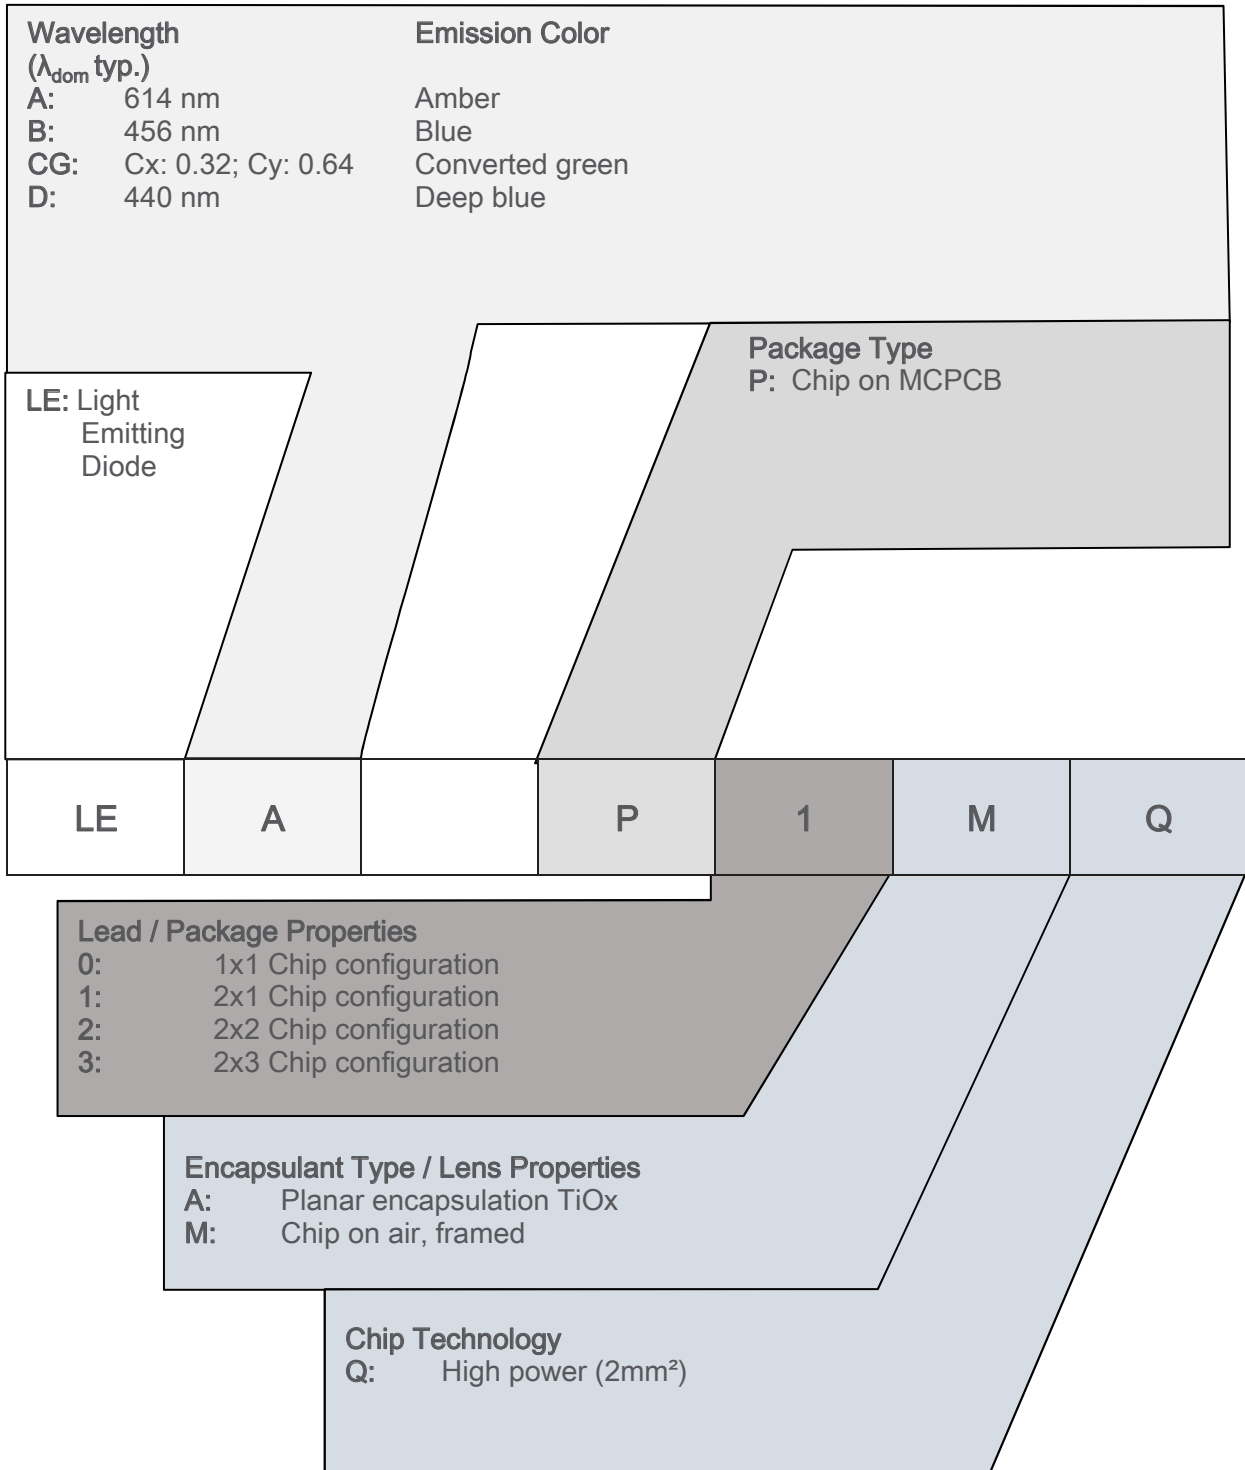 Wavelength Emission Color
(λdom typ.)
A: 614 nm Amber
B: 456 nm Blue
CG: Cx: 0.32; Cy: 0.64 Converted green
D: 440 nm Deep blue
Package Type
P: Chip on MCPCB
LE: Light
Emitting
Diode
LE A P 1 M Q
Lead / Package Properties
0: 1x1 Chip configuration
1: 2x1 Chip configuration
2: 2x2 Chip configuration
3: 2x3 Chip configuration
Encapsulant Type / Lens Properties
A: Planar encapsulation TiOx
M: Chip on air, framed
Chip Technology
Q: High power (2mm²)